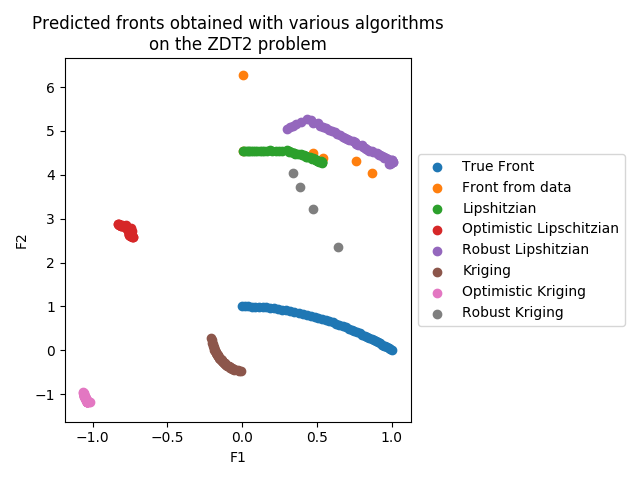 Predicted fronts obtained with various algorithms
on the ZDT2 problem
6
5
4
3
2
1
0
−1
F2
−1.0
−0.5
0.0
0.5
1.0
F1
True Front
Front from data
Lipshitzian
Optimistic Lipschitzian
Robust Lipshitzian
Kriging
Optimistic Kriging
Robust Kriging